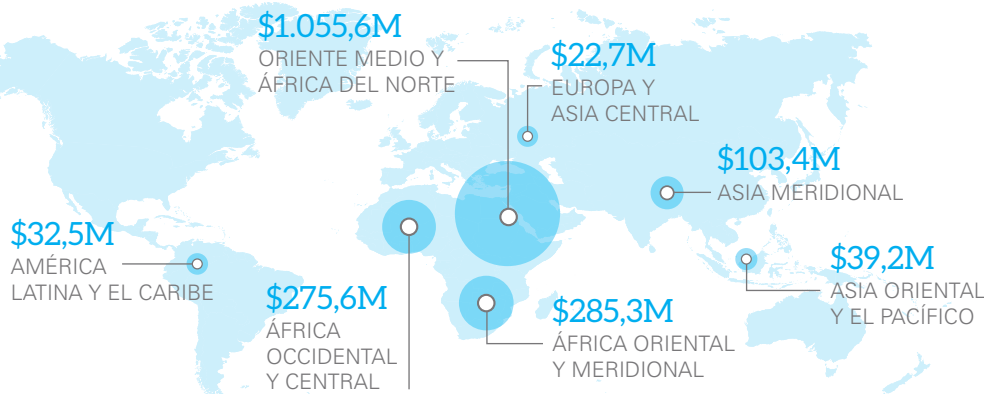 $1.055,6M
ORIENTE MEDIO Y
ÁFRICA DEL NORTE
$22,7M
EUROPA Y
ASIA CENTRAL
$103,4M
ASIA MERIDIONAL
$32,5M
AMÉRICA
LATINA Y EL CARIBE
$275,6M
ÁFRICA
OCCIDENTAL
Y CENTRAL
$285,3M
ÁFRICA ORIENTAL
Y MERIDIONAL
$39,2M
ASIA ORIENTAL
Y EL PACÍFICO